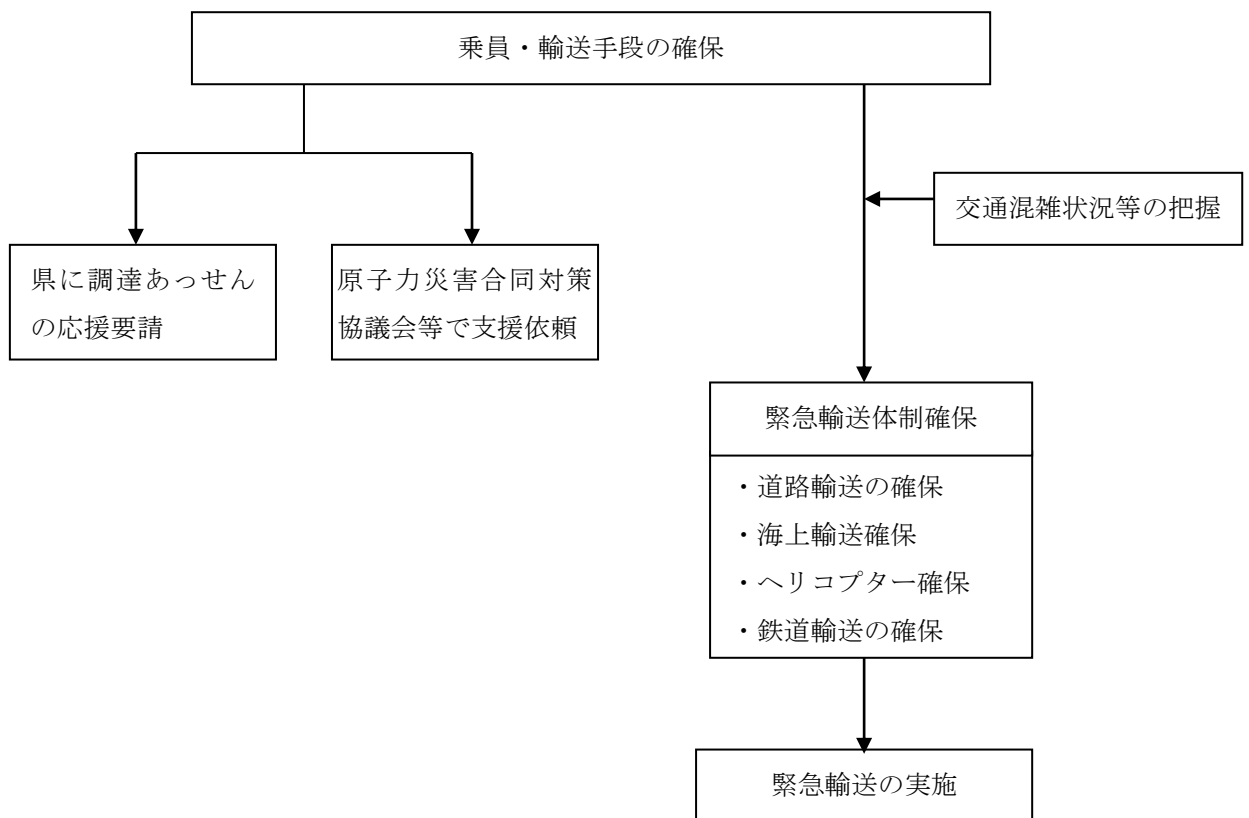 乗員・輸送手段の確保
交通混雑状況等の把握
県に調達あっせん
の応援要請
原子力災害合同対策
協議会等で支援依頼
緊急輸送体制確保
・道路輸送の確保
・海上輸送確保
・ヘリコプター確保
・鉄道輸送の確保
緊急輸送の実施